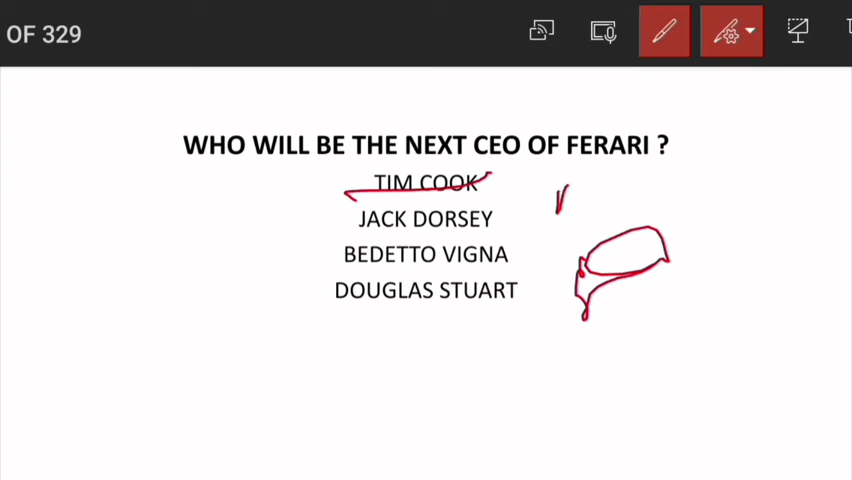 OF 329
WHO WILL BE THE NEXT CEO OF FERARI ?
TIM COOK
JACK DORSEY
BEDETTO VIGNA
DOUGLAS STUART